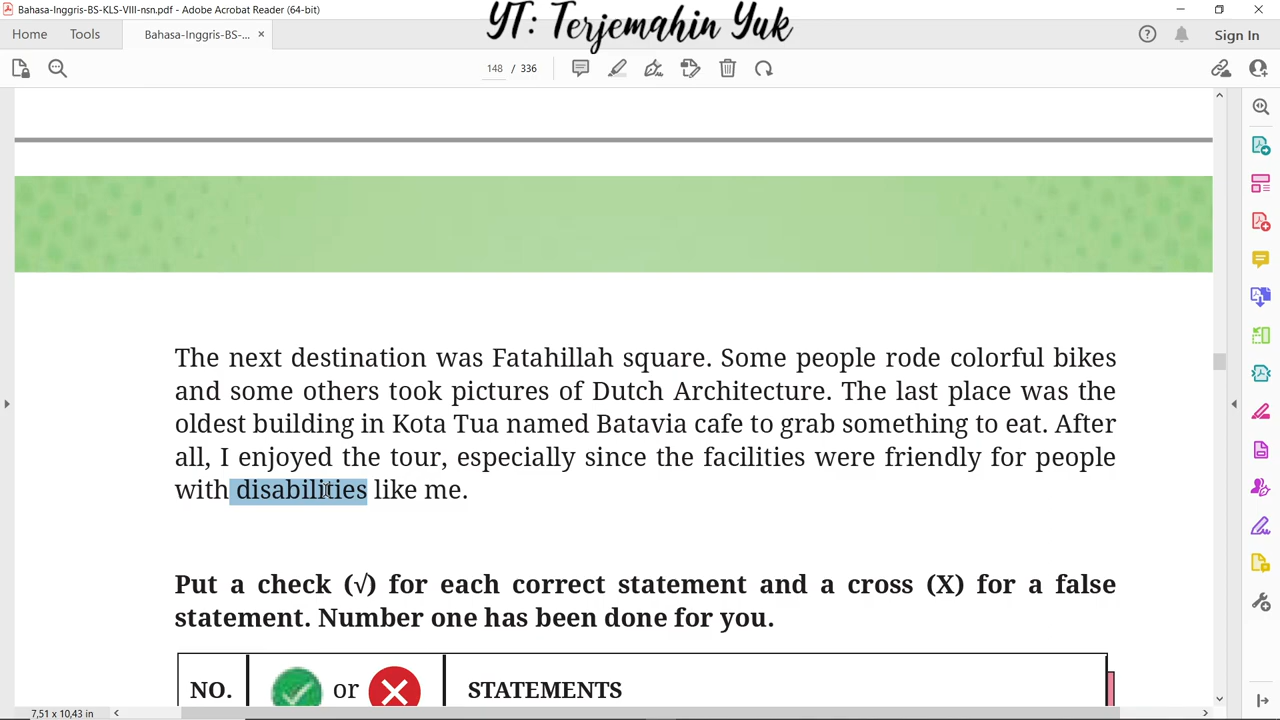 Bahasa-Inggris-BS-KLS-VIII-nsn.pdf - Adobe Acrobat Reader (64-bit)
YT: Terjemahin Yuk
Home Tools Bahasa-Inggris-BS-... × Sign In
148 / 336
The next destination was Fatahillah square. Some people rode colorful bikes
and some others took pictures of Dutch Architecture. The last place was the
oldest building in Kota Tua named Batavia cafe to grab something to eat. After
all, I enjoyed the tour, especially since the facilities were friendly for people
with disabilities like me.
Put a check (√) for each correct statement and a cross (X) for a false
statement. Number one has been done for you.
NO. or STATEMENTS
7,51 x 10,43 in